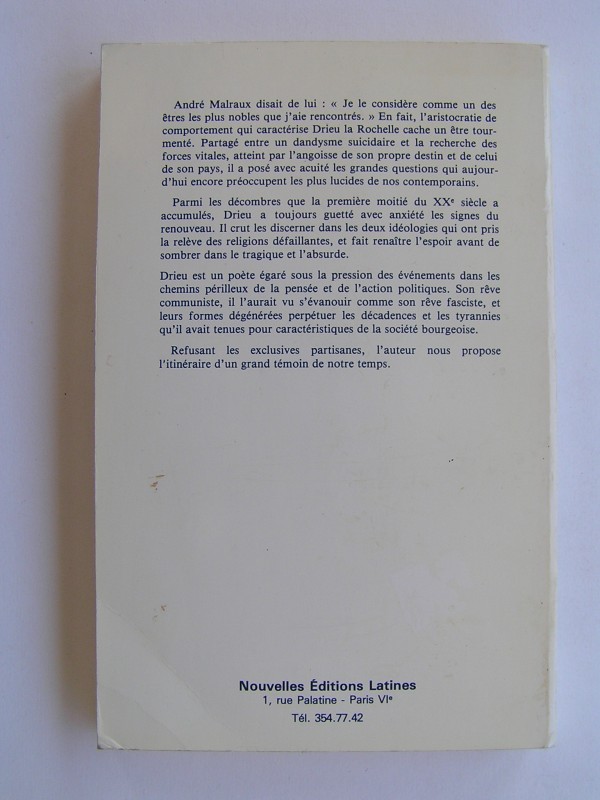 André Malraux disait de lui : « Je le considère comme un des
êtres les plus nobles que j'aie rencontrés. » En fait, l'aristocratie de
comportement qui caractérise Drieu la Rochelle cache un être tour-
menté. Partagé entre un dandysme suicidaire et la recherche des
forces vitales, atteint par l'angoisse de son propre destin et de celui
de son pays, il a posé avec acuité les grandes questions qui aujour-
d'hui encore préoccupent les plus lucides de nos contemporains.
Parmi les décombres que la première moitié du XXe siècle a
accumulés, Drieu a toujours guetté avec anxiété les signes du
renouveau. Il crut les discerner dans les deux idéologies qui ont pris
la relève des religions défaillantes, et fait renaître l'espoir avant de
sombrer dans le tragique et l'absurde.
Drieu est un poète égaré sous la pression des événements dans les
chemins périlleux de la pensée et de l'action politiques. Son rêve
communiste, il l'aurait vu s'évanouir comme son rêve fasciste, et
leurs formes dégénérées perpétuer les décadences et les tyrannies
qu'il avait tenues pour caractéristiques de la société bourgeoise.
Refusant les exclusives partisanes, l'auteur nous propose
l'itinéraire d'un grand témoin de notre temps.
Nouvelles Éditions Latines
1, rue Palatine - Paris VIe
Tél. 354.77.42